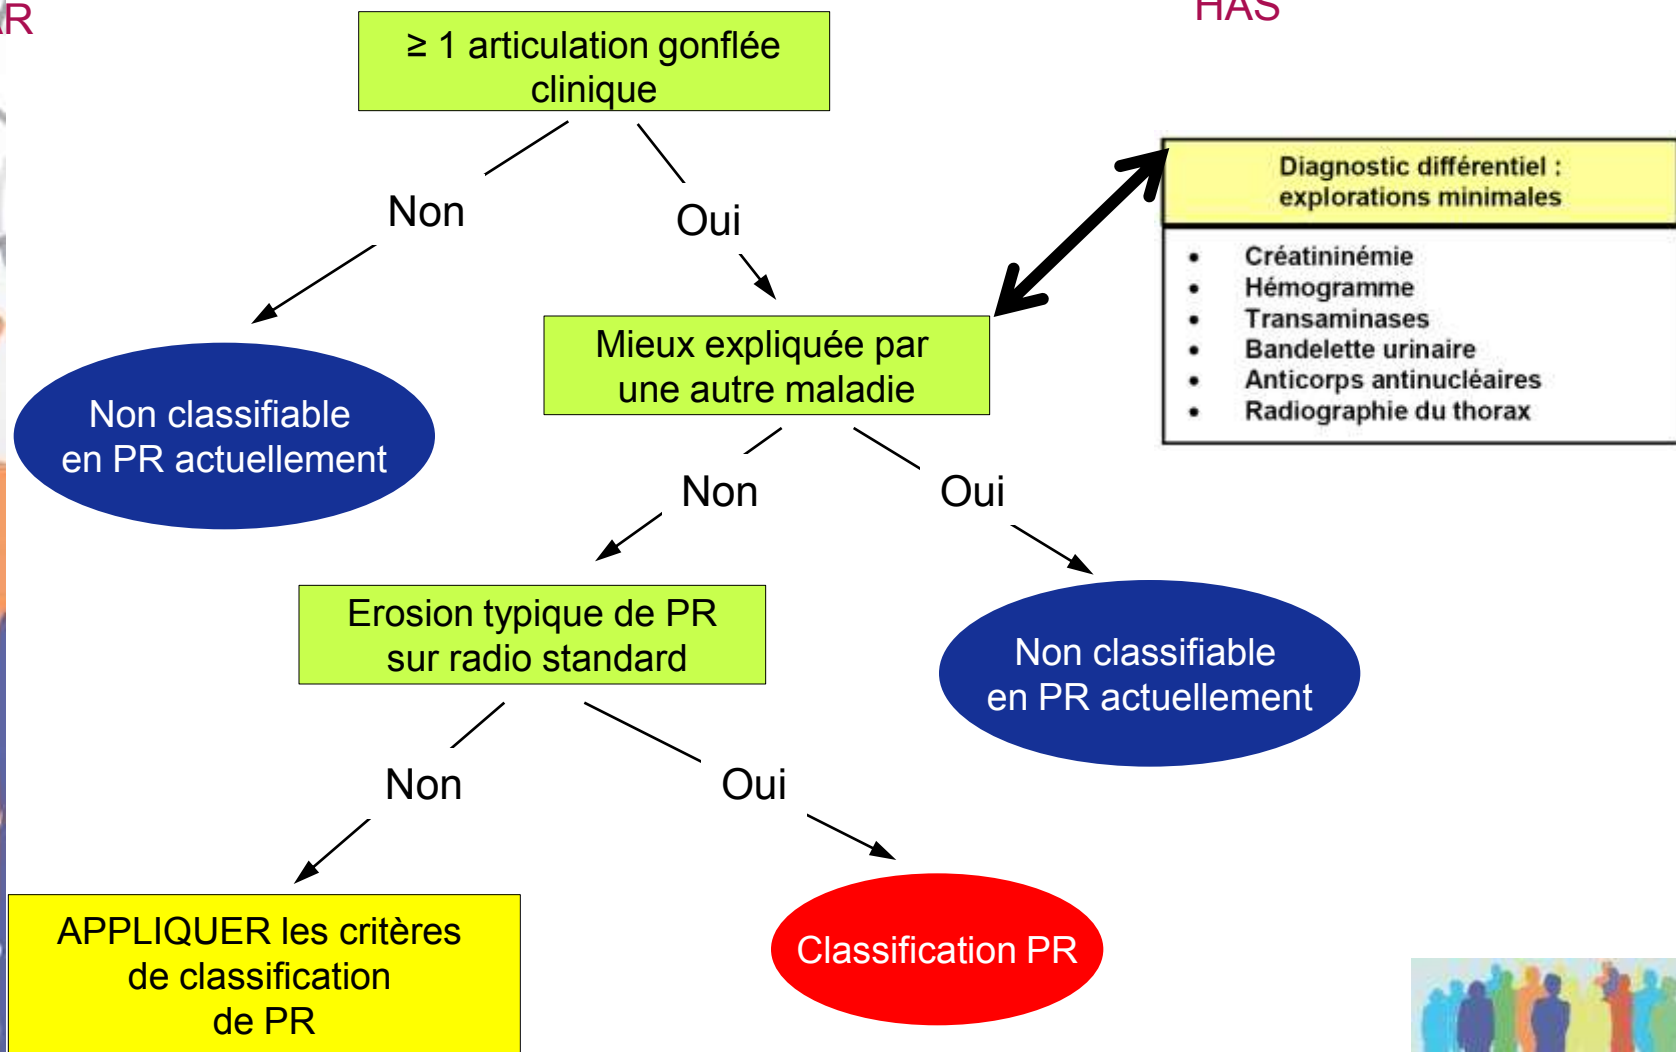 HAS
≥ 1 articulation gonflée
clinique
Non
Oui
Diagnostic différentiel :
explorations minimales
• Créatininémie
• Hémogramme
• Transaminases
• Bandelette urinaire
• Anticorps antinucléaires
• Radiographie du thorax
Mieux expliquée par
une autre maladie
Non classifiable
en PR actuellement
Non
Oui
Erosion typique de PR
sur radio standard
Non classifiable
en PR actuellement
Non
Oui
APPLIQUER les critères
de classification
de PR
Classification PR